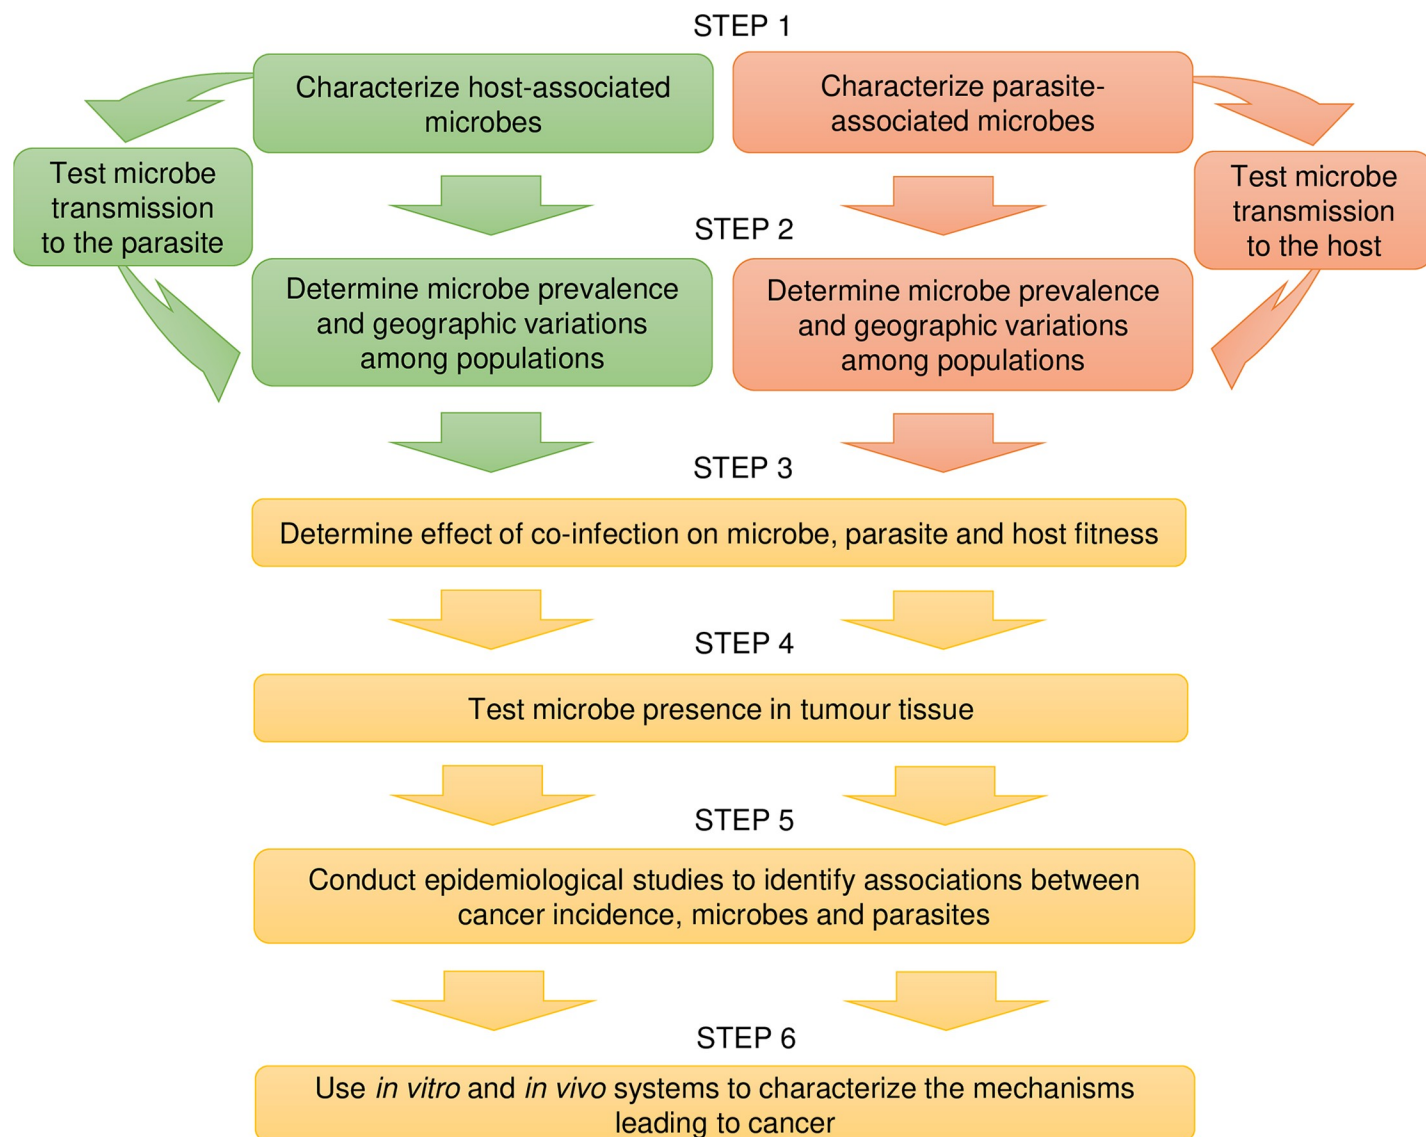 STEP 1
Characterize host-associated
microbes
Characterize parasite-
associated microbes
Test microbe
transmission
to the parasite
Test microbe
transmission
to the host
STEP 2
Determine microbe prevalence
and geographic variations
among populations
Determine microbe prevalence
and geographic variations
among populations
STEP 3
Determine effect of co-infection on microbe, parasite and host fitness
STEP 4
Test microbe presence in tumour tissue
STEP 5
Conduct epidemiological studies to identify associations between
cancer incidence, microbes and parasites
STEP 6
Use in vitro and in vivo systems to characterize the mechanisms
leading to cancer